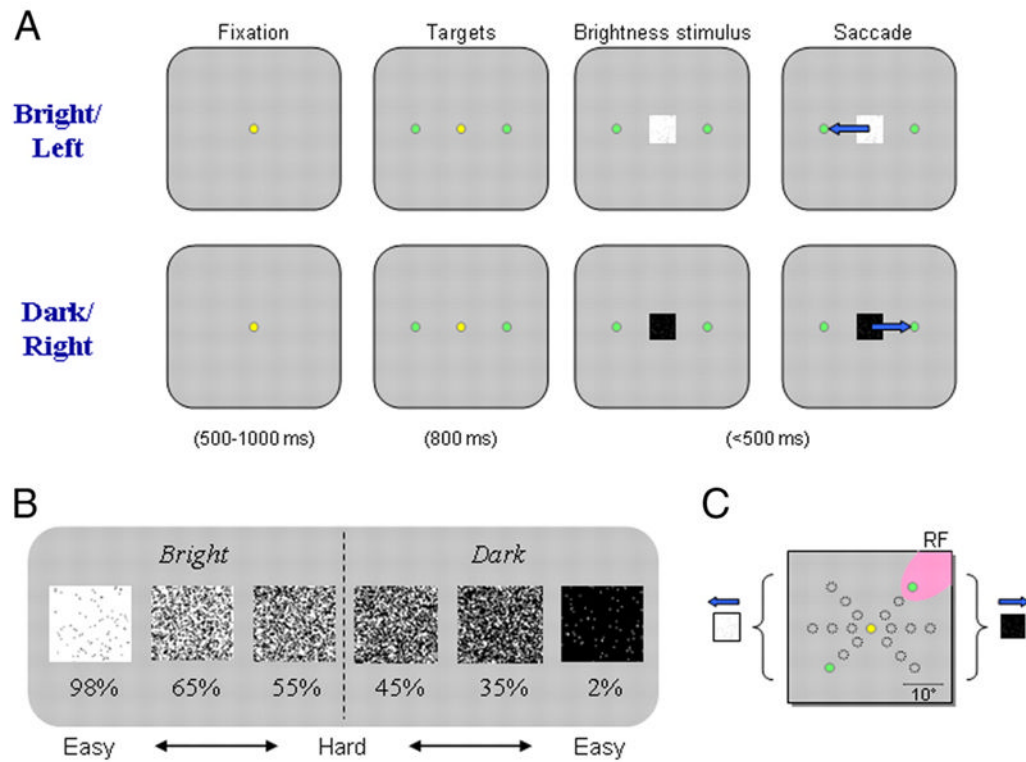 A
Fixation Targets Brightness stimulus Saccade
Bright/
Left
Dark/
Right
(500-1000 ms) (800 ms) (<500 ms)
B
Bright Dark
98% 65% 55% 45% 35% 2%
Easy Hard Easy
C
RF
10°